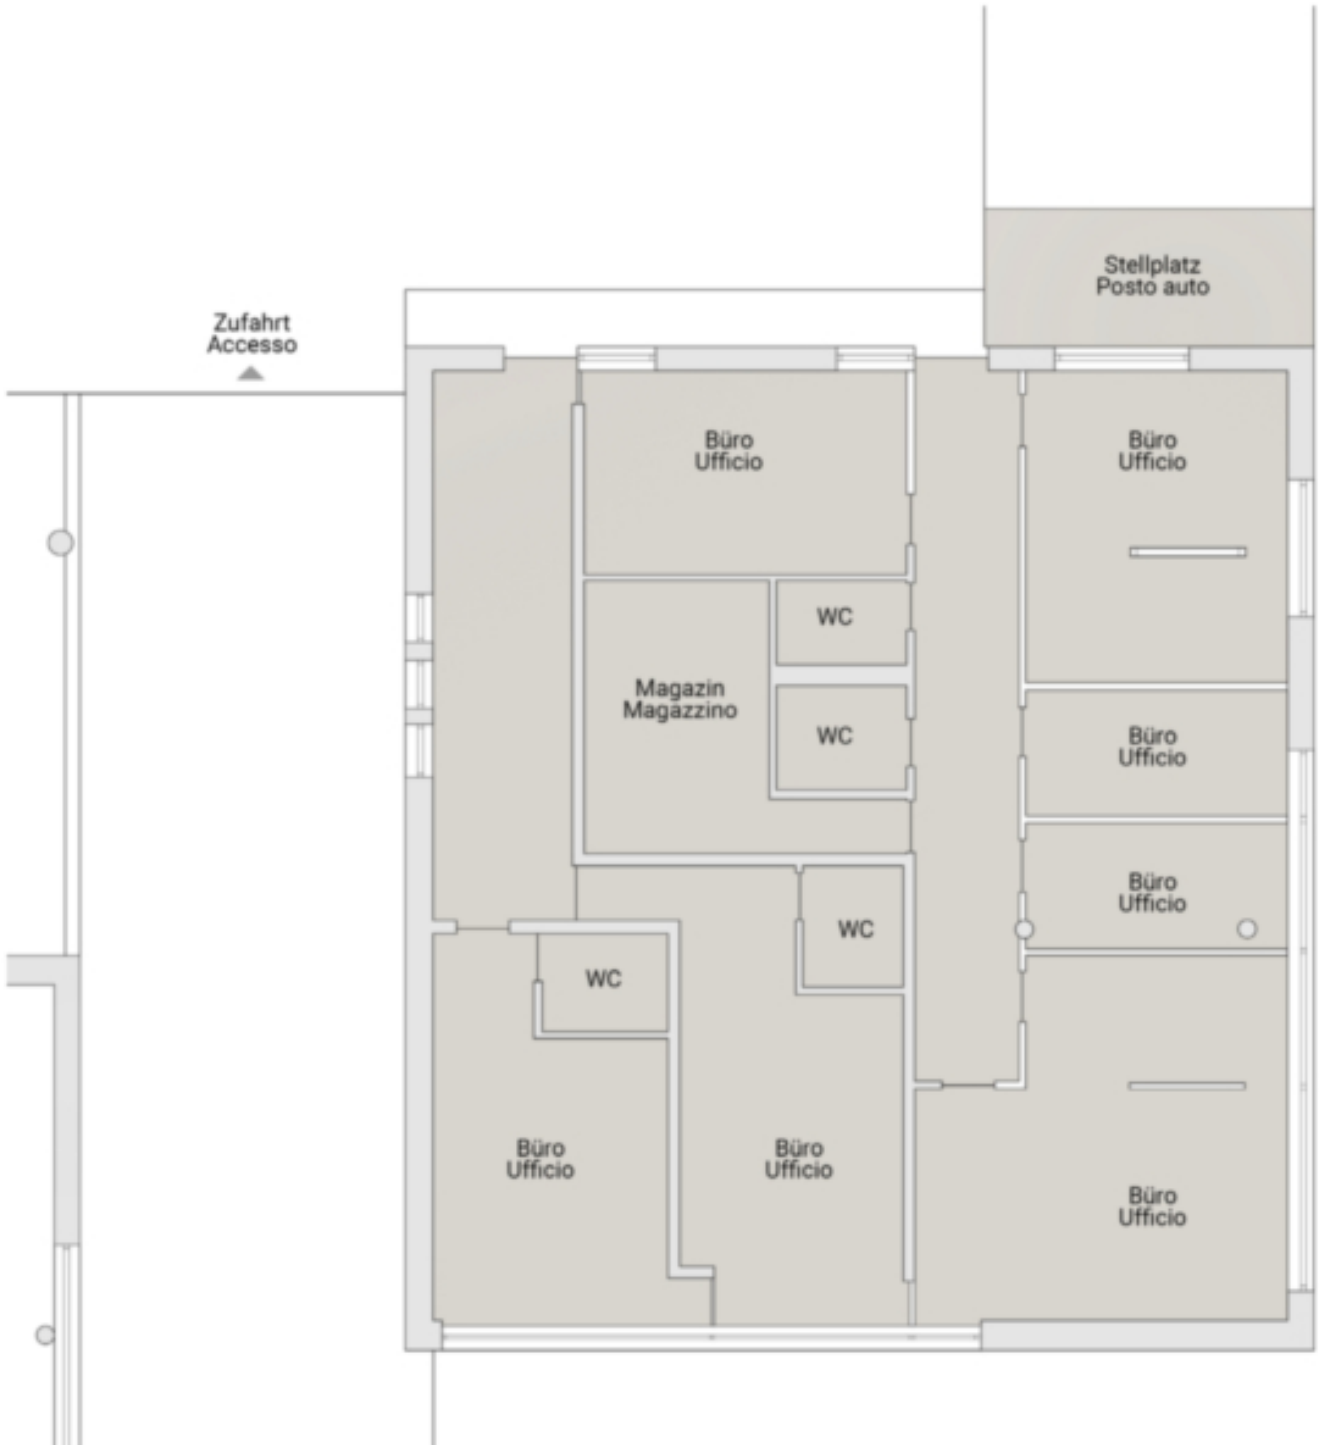 Stellplatz
Posto auto
Zufahrt
Accesso
Büro
Ufficio
Büro
Ufficio
WC
Magazin
Magazzino
WC
Büro
Ufficio
Büro
Ufficio
WC
WC
Büro
Ufficio
Büro
Ufficio
Büro
Ufficio